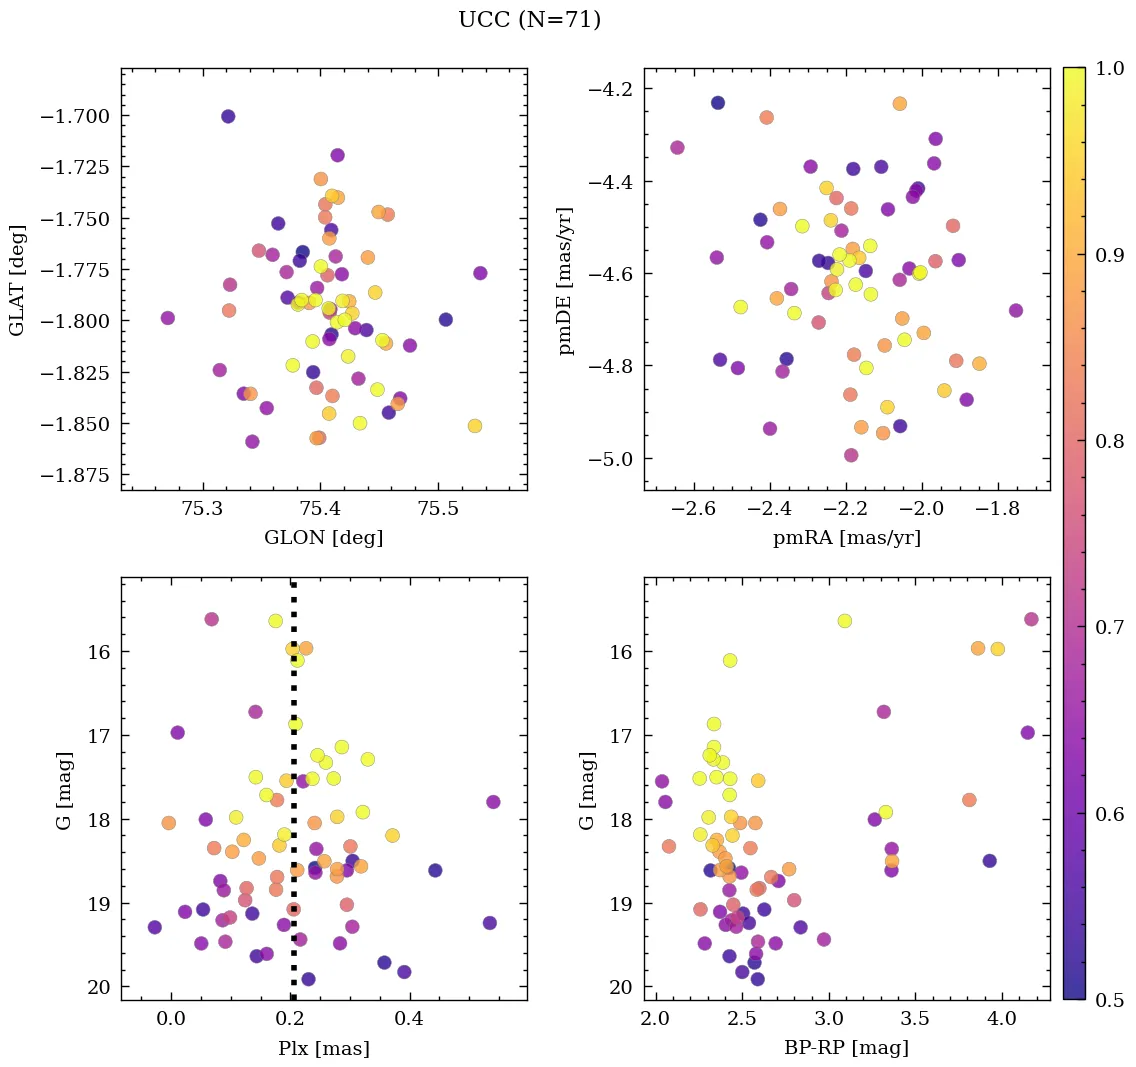 UCC (N=71)
−1.700
−1.725
−1.750
−1.775
−1.800
−1.825
−1.850
−1.875
GLAT [deg]
75.3 75.4 75.5
GLON [deg]
−4.2
−4.4
−4.6
−4.8
−5.0
pmDE [mas/yr]
−2.6 −2.4 −2.2 −2.0 −1.8
pmRA [mas/yr]
16
17
18
19
20
G [mag]
0.0 0.2 0.4
Plx [mas]
16
17
18
19
20
G [mag]
2.0 2.5 3.0 3.5 4.0
BP-RP [mag]
1.0
0.9
0.8
0.7
0.6
0.5